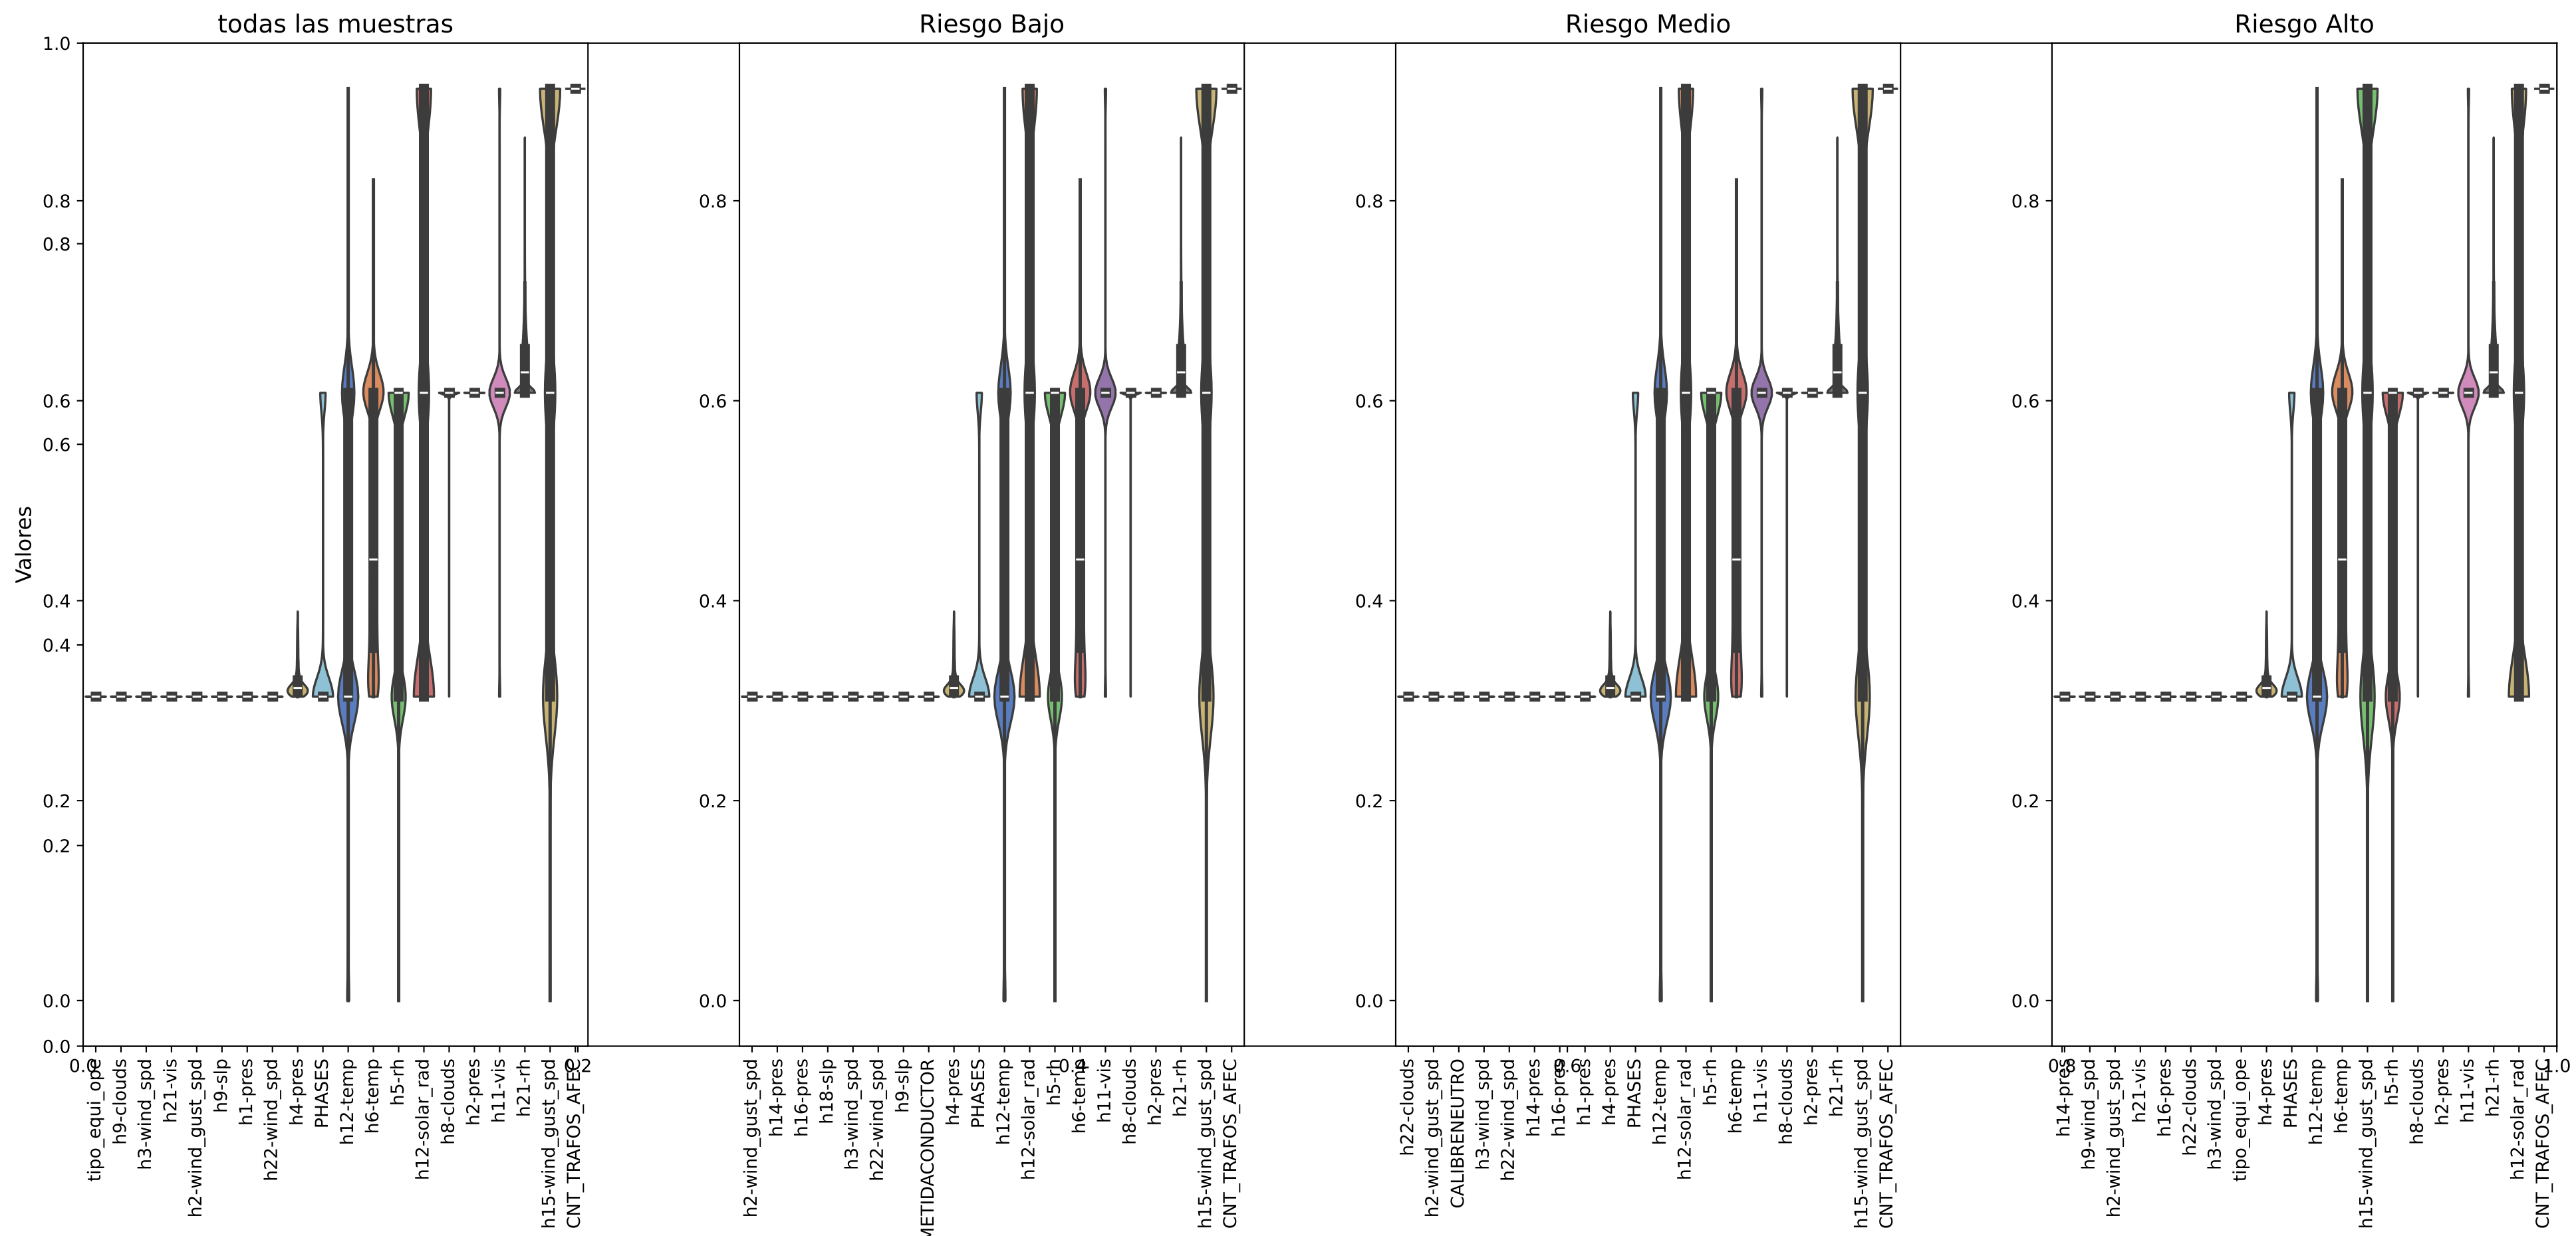 todas las muestras
Riesgo Bajo
Riesgo Medio
Riesgo Alto
Valores
1.0
0.8
0.8
0.6
0.6
0.4
0.4
0.2
0.2
0.0
0.0
0.8
0.6
0.4
0.2
0.0
0.8
0.6
0.4
0.2
0.0
0.8
0.6
0.4
0.2
0.0
0.0
0.2
0.4
0.6
0.8
1.0
tipo_equi_ope
h9-clouds
h3-wind_spd
h21-vis
h2-wind_gust_spd
h9-slp
h1-pres
h22-wind_spd
h4-pres
PHASES
h12-temp
h6-temp
h5-rh
h12-solar_rad
h8-clouds
h2-pres
h11-vis
h21-rh
h15-wind_gust_spd
CNT_TRAFOS_AFEC
h2-wind_gust_spd
h14-pres
h16-pres
h18-slp
h3-wind_spd
h22-wind_spd
h9-slp
METIDACONDUCTOR
h4-pres
PHASES
h12-temp
h12-solar_rad
h5-rh
h6-temp
h11-vis
h8-clouds
h2-pres
h21-rh
h15-wind_gust_spd
CNT_TRAFOS_AFEC
h22-clouds
h2-wind_gust_spd
CALIBRENEUTRO
h3-wind_spd
h22-wind_spd
h14-pres
h16-pres
h1-pres
h4-pres
PHASES
h12-temp
h12-solar_rad
h5-rh
h6-temp
h11-vis
h8-clouds
h2-pres
h21-rh
h15-wind_gust_spd
CNT_TRAFOS_AFEC
h14-pres
h9-wind_spd
h2-wind_gust_spd
h21-vis
h16-pres
h22-clouds
h3-wind_spd
tipo_equi_ope
h4-pres
PHASES
h12-temp
h6-temp
h15-wind_gust_spd
h5-rh
h8-clouds
h2-pres
h11-vis
h21-rh
h12-solar_rad
CNT_TRAFOS_AFEC